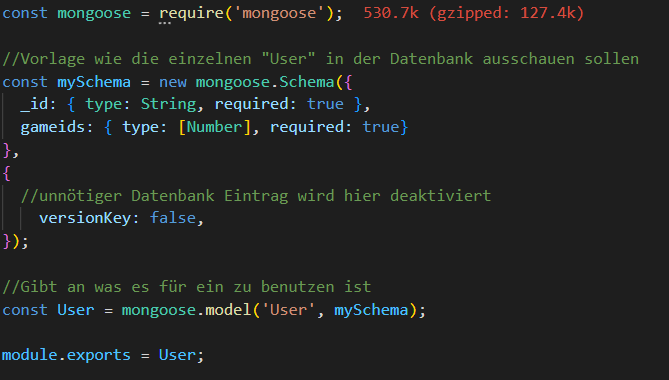 const mongoose = require('mongoose');  530.7k (gzipped: 127.4k)
//Vorlage wie die einzelnen "User" in der Datenbank ausschauen sollen
const mySchema = new mongoose.Schema({
  _id: { type: String, required: true },
  gameids: { type: [Number], required: true}
},
{
  //unnötiger Datenbank Eintrag wird hier deaktiviert
    versionKey: false,
});
//Gibt an was es für ein zu benutzen ist
const User = mongoose.model('User', mySchema);
module.exports = User;